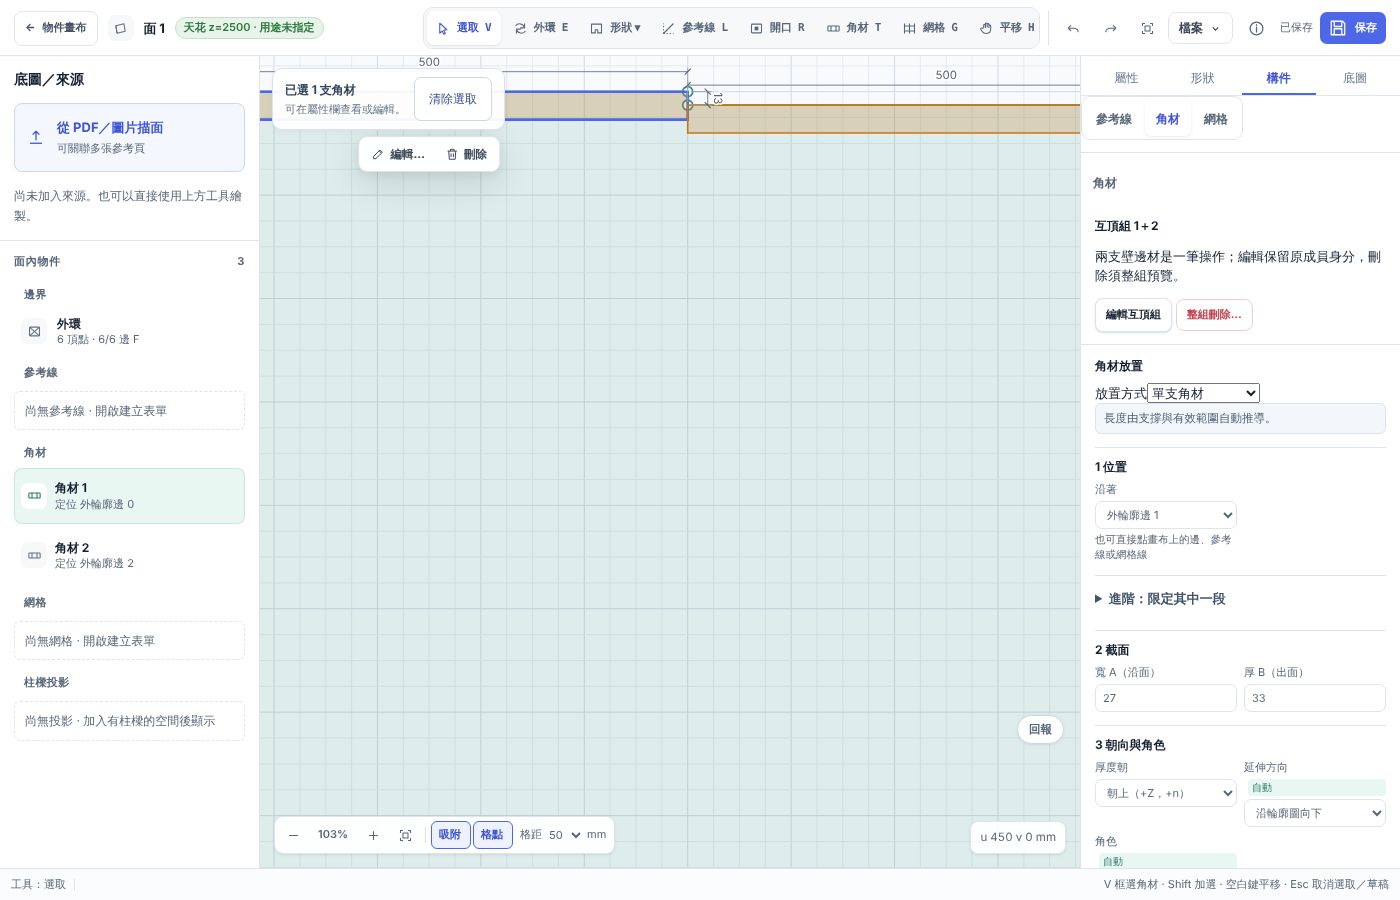 物件畫布
面 1
天花 z=2500 · 用途未指定
選取 V
外環 E
形狀▾
參考線 L
開口 R
角材 T
網格 G
平移 H
檔案
已保存
保存
底圖／來源
從 PDF／圖片描面
可關聯多張參考頁
尚未加入來源。也可以直接使用上方工具繪
製。
面內物件
3
邊界
外環
6 頂點 · 6/6 邊 F
參考線
尚無參考線 · 開啟建立表單
角材
角材 1
定位 外輪廓邊 0
角材 2
定位 外輪廓邊 2
網格
尚無網格 · 開啟建立表單
柱樑投影
尚無投影 · 加入有柱樑的空間後顯示
500
500
13
已選 1 支角材
可在屬性欄查看或編輯。
清除選取
編輯…
刪除
回報
103%
吸附
格點
格距
50
mm
u 450 v 0 mm
屬性
形狀
構件
底圖
參考線
角材
網格
角材
互頂組 1＋2
兩支壁邊材是一筆操作；編輯保留原成員身分，刪
除須整組預覽。
編輯互頂組
整組刪除…
角材放置
放置方式
單支角材
長度由支撐與有效範圍自動推導。
1 位置
沿著
外輪廓邊 1
也可直接點畫布上的邊、參考
線或網格線
進階：限定其中一段
2 截面
寬 A（沿面）
厚 B（出面）
27
33
3 朝向與角色
厚度朝
延伸方向
自動
朝上（+Z，+n）
沿輪廓圖向下
角色
自動
工具：選取
V 框選角材 · Shift 加選 · 空白鍵平移 · Esc 取消選取／草稿